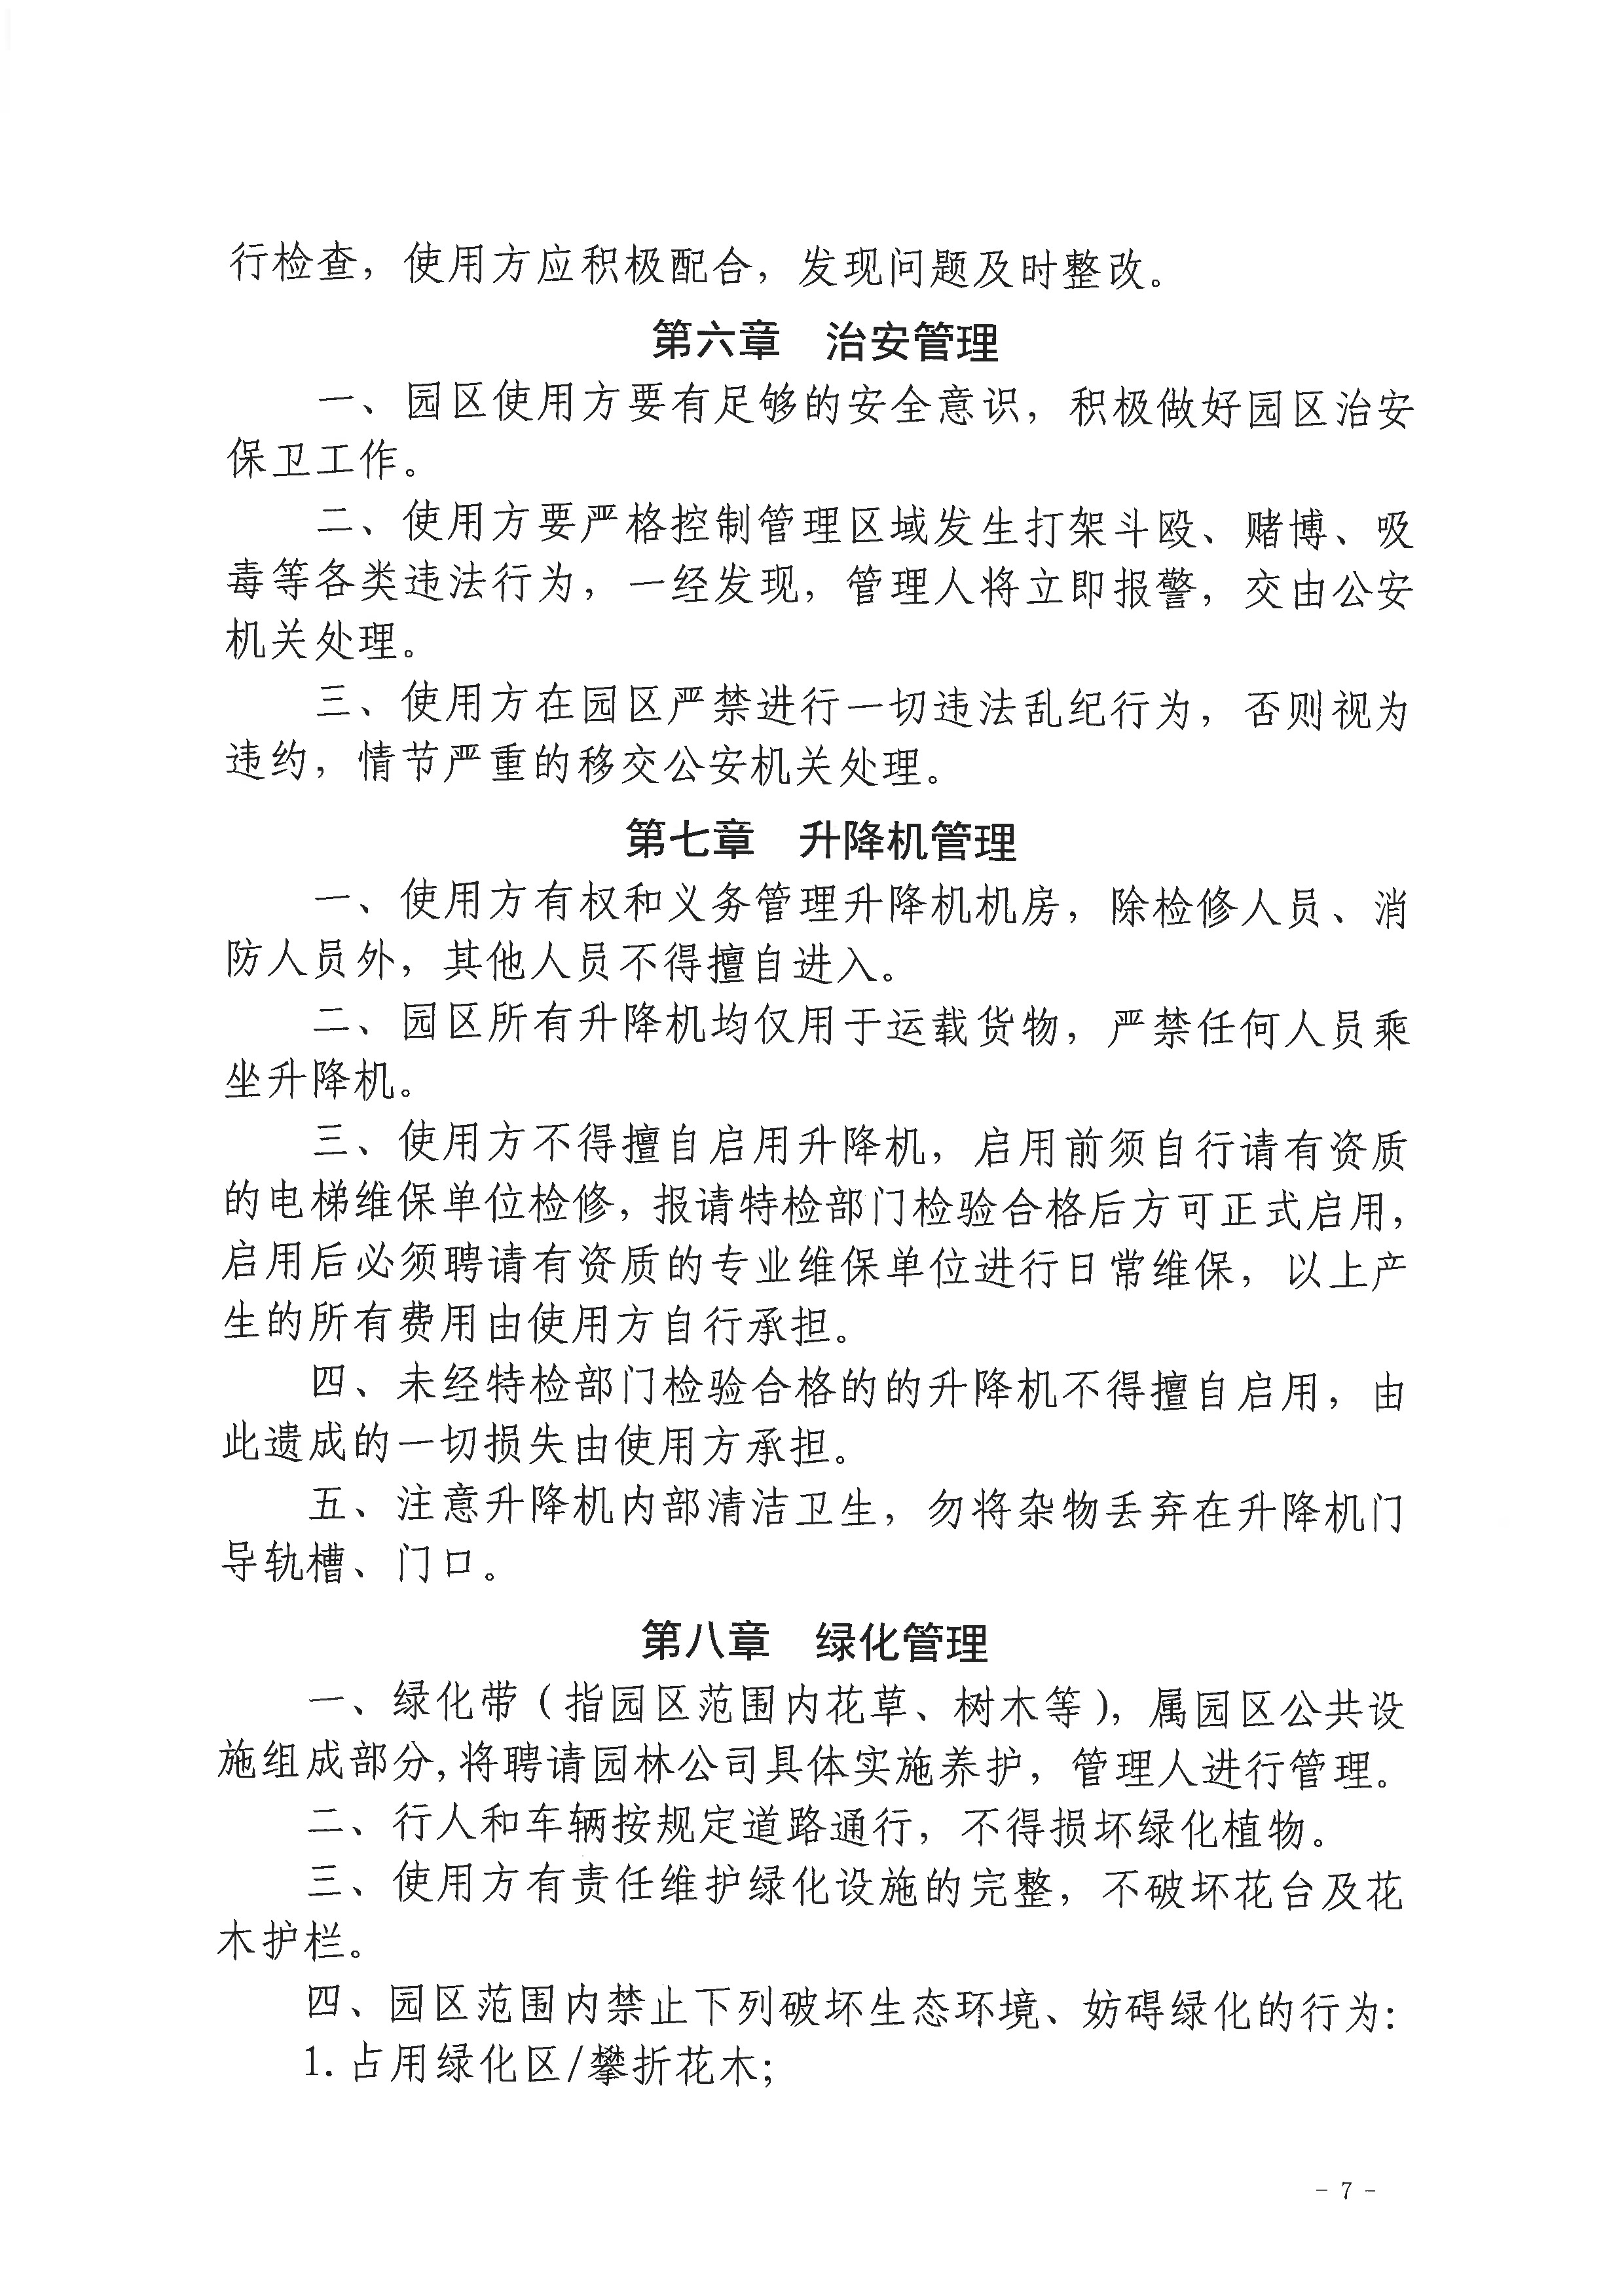 行检查，使用方应积极配合，发现问题及时整改。
第六章　治安管理
一、园区使用方要有足够的安全意识，积极做好园区治安
保卫工作。
二、使用方要严格控制管理区域发生打架斗殴、赌博、吸
毒等各类违法行为，一经发现，管理人将立即报警，交由公安
机关处理。
三、使用方在园区严禁进行一切违法乱纪行为，否则视为
违约，情节严重的移交公安机关处理。
第七章　升降机管理
一、使用方有权和义务管理升降机机房，除检修人员、消
防人员外，其他人员不得擅自进入。
二、园区所有升降机均仅用于运载货物，严禁任何人员乘
坐升降机。
三、使用方不得擅自启用升降机，启用前须自行请有资质
的电梯维保单位检修，报请特检部门检验合格后方可正式启用，
启用后必须聘请有资质的专业维保单位进行日常维保，以上产
生的所有费用由使用方自行承担。
四、未经特检部门检验合格的的升降机不得擅自启用，由
此遗成的一切损失由使用方承担。
五、注意升降机内部清洁卫生，勿将杂物丢弃在升降机门
导轨槽、门口。
第八章　绿化管理
一、绿化带（指园区范围内花草、树木等），属园区公共设
施组成部分，将聘请园林公司具体实施养护，管理人进行管理。
二、行人和车辆按规定道路通行，不得损坏绿化植物。
三、使用方有责任维护绿化设施的完整，不破坏花台及花
木护栏。
四、园区范围内禁止下列破坏生态环境、妨碍绿化的行为：
1. 占用绿化区/攀折花木；
- 7 -